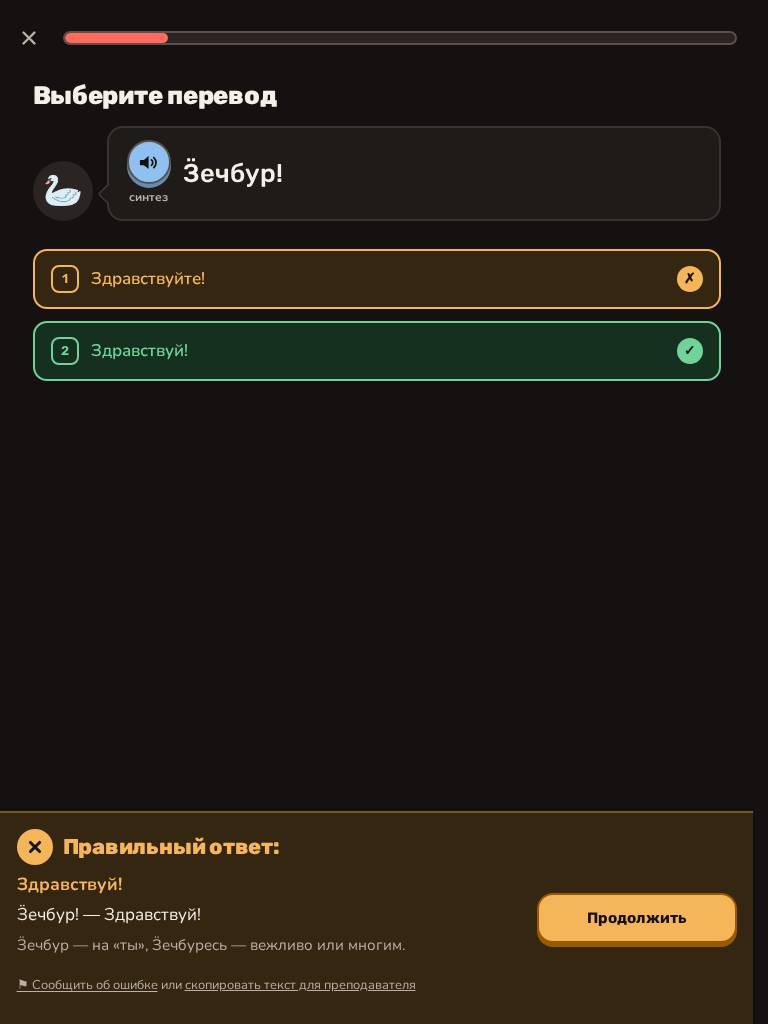 Выберите перевод
Ӟечбур!
синтез
1 Здравствуйте! ✗
2 Здравствуй! ✓
Правильный ответ:
Здравствуй!
Ӟечбур! — Здравствуй!
Ӟечбур — на «ты», Ӟечбуресь — вежливо или многим.
Продолжить
⚑ Сообщить об ошибке или скопировать текст для преподавателя